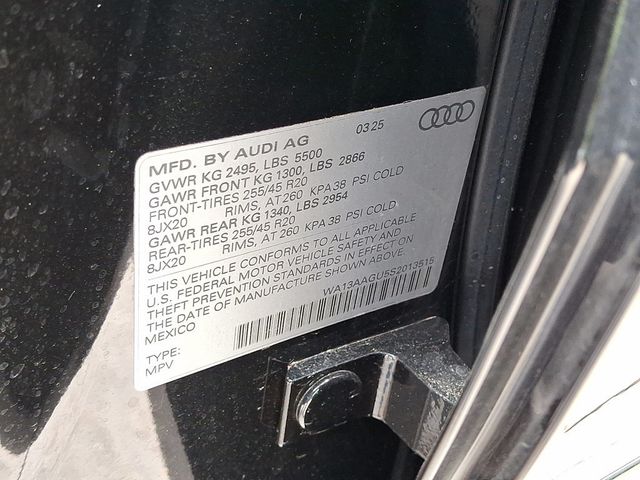 03 25
MFD. BY AUDI AG
GVWR KG 2495, LBS 5500
GAWR FRONT KG 1300, LBS 2866
FRONT-TIRES 255/45 R20
8JX20 RIMS, AT 260 KPA 38 PSI COLD
GAWR REAR KG 1340, LBS 2954
REAR-TIRES 255/45 R20
8JX20 RIMS, AT 260 KPA 38 PSI COLD
THIS VEHICLE CONFORMS TO ALL APPLICABLE
U.S. FEDERAL MOTOR VEHICLE SAFETY AND
THEFT PREVENTION STANDARDS IN EFFECT ON
THE DATE OF MANUFACTURE SHOWN ABOVE.
MEXICO
WA13AAGU5S2013515
TYPE:
MPV